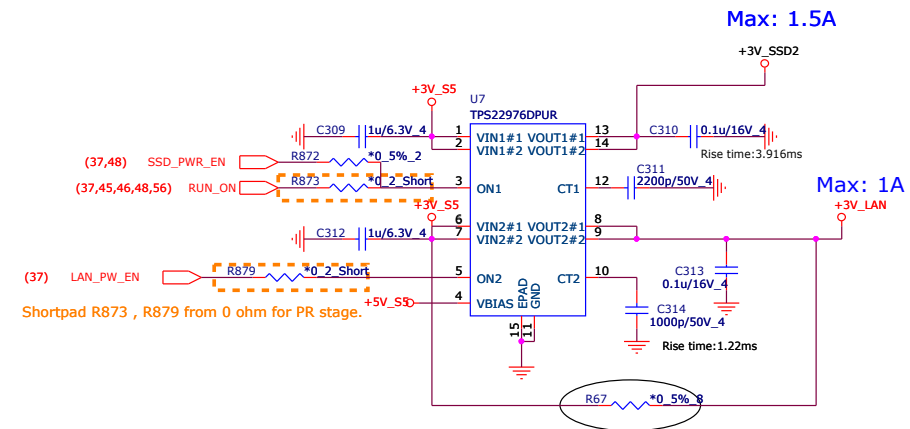 Max: 1.5A
+3V_SSD2
+3V_S5
U7
TPS22976DPUR
C309 1u/6.3V_4
1 VIN1#1 VOUT1#1 13
2 VIN1#2 VOUT1#2 14
C310 0.1u/16V_4
Rise time:3.916ms
(37,48) SSD_PWR_EN R872 *0_5%_2
(37,45,46,48,56) RUN_ON R873 *0_2_Short 3 ON1
CT1 12 C311
2200p/50V_4
Max: 1A
+3V_S5
+3V_LAN
6 VIN2#1 VOUT2#1 8
C312 1u/6.3V_4 7 VIN2#2 VOUT2#2 9
(37) LAN_PW_EN R879 *0_2_Short 5 ON2
CT2 10
C313
0.1u/16V_4
+5V_S5 4 VBIAS
EPAD
GND
15
11
C314
1000p/50V_4
Shortpad R873 , R879 from 0 ohm for PR stage.
Rise time:1.22ms
R67 *0_5%_8